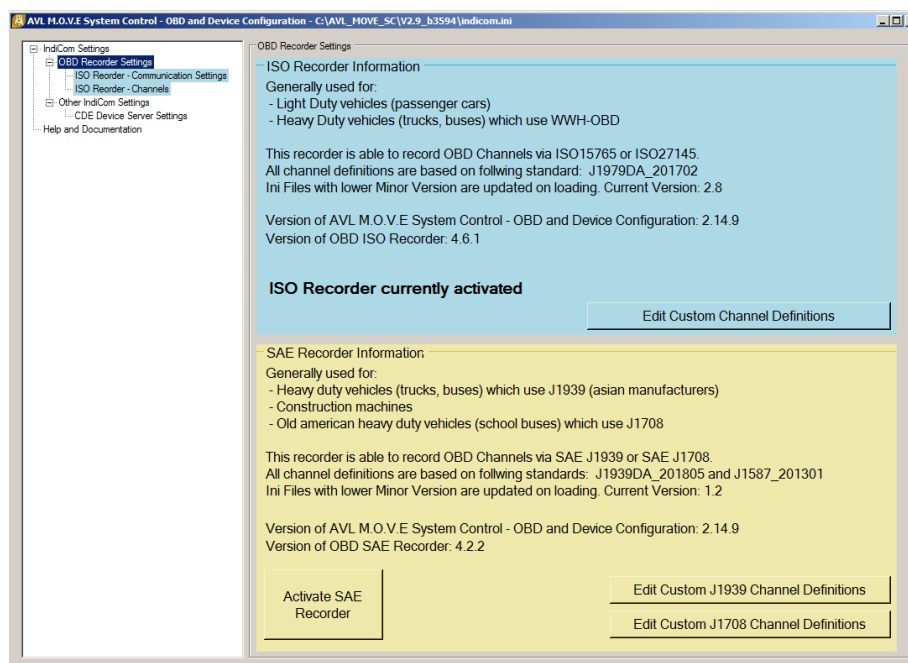 AVL M.O.V.E System Control - OBD and Device Configuration - C:\AVL_MOVE_SC\V2.9_b3594\indicom.ini
IndiCom Settings
OBD Recorder Settings
ISO Reorder - Communication Settings
ISO Reorder - Channels
Other IndiCom Settings
CDE Device Server Settings
Help and Documentation
OBD Recorder Settings
ISO Recorder Information
Generally used for:
- Light Duty vehicles (passenger cars)
- Heavy Duty vehicles (trucks, buses) which use WWH-OBD
This recorder is able to record OBD Channels via ISO15765 or ISO27145.
All channel definitions are based on follwing standard: J1979DA_201702
Ini Files with lower Minor Version are updated on loading. Current Version: 2.8
Version of AVL M.O.V.E System Control - OBD and Device Configuration: 2.14.9
Version of OBD ISO Recorder: 4.6.1
ISO Recorder currently activated
Edit Custom Channel Definitions
SAE Recorder Information
Generally used for:
- Heavy duty vehicles (trucks, buses) which use J1939 (asian manufacturers)
- Construction machines
- Old american heavy duty vehicles (school buses) which use J1708
This recorder is able to record OBD Channels via SAE J1939 or SAE J1708.
All channel definitions are based on follwing standards: J1939DA_201805 and J1587_201301
Ini Files with lower Minor Version are updated on loading. Current Version: 1.2
Version of AVL M.O.V.E System Control - OBD and Device Configuration: 2.14.9
Version of OBD SAE Recorder: 4.2.2
Activate SAE
Recorder
Edit Custom J1939 Channel Definitions
Edit Custom J1708 Channel Definitions